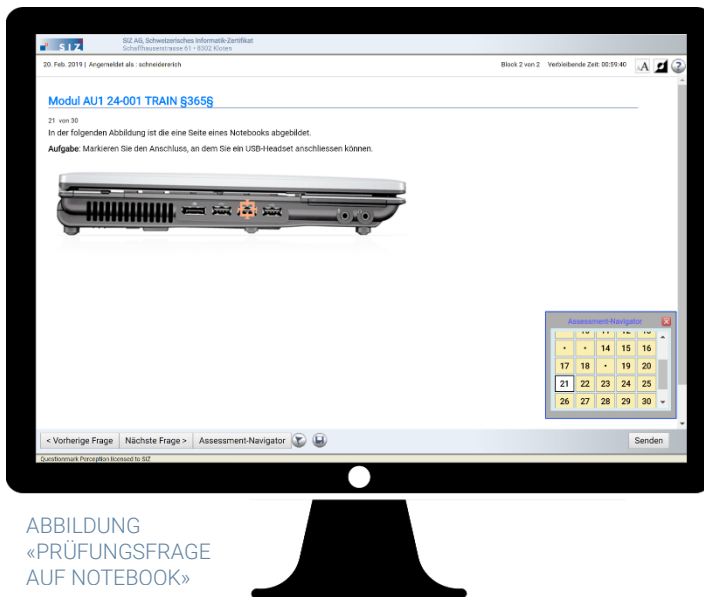 SIZ
SIZ AG, Schweizerisches Informatik-Zertifikat
Schaffhauserstrasse 61 • 8302 Kloten
20. Feb. 2019 | Angemeldet als : schneidererich
Block 2 von 2 Verbleibende Zeit: 00:59:40
AA
?
Modul AU1 24-001 TRAIN §365§
21 von 30
In der folgenden Abbildung ist die eine Seite eines Notebooks abgebildet.
Aufgabe: Markieren Sie den Anschluss, an dem Sie ein USB-Headset anschliessen können.
Assessment-Navigator
• • 14 15 16
17 18 • 19 20
21 22 23 24 25
26 27 28 29 30
< Vorherige Frage Nächste Frage > Assessment-Navigator Senden
Questionmark Perception licensed to SIZ
ABBILDUNG
«PRÜFUNGSFRAGE
AUF NOTEBOOK»